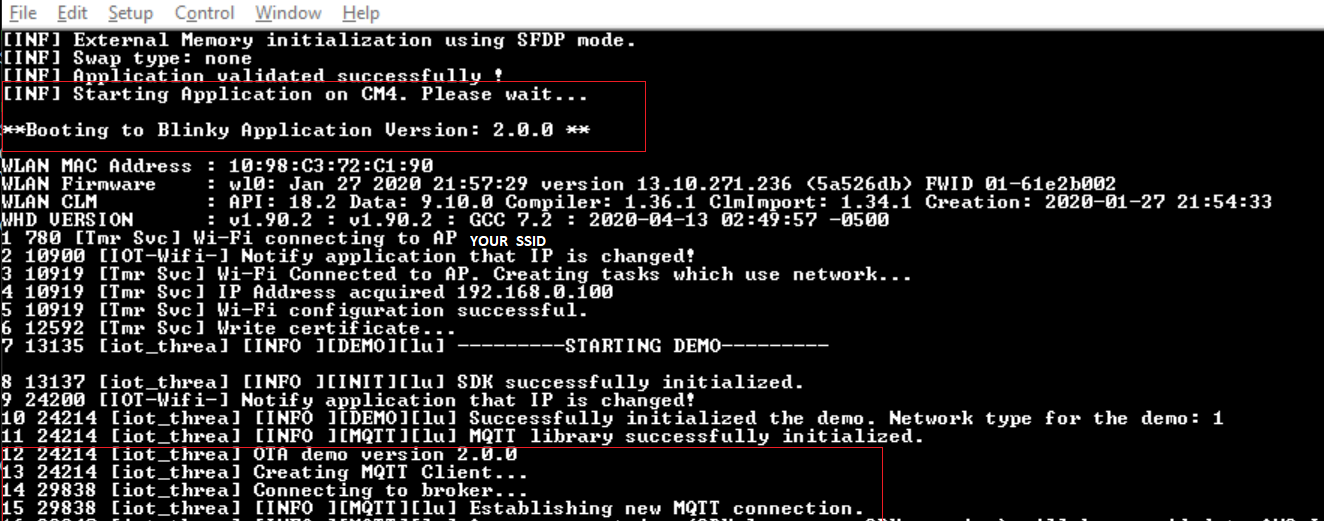 File Edit Setup Control Window Help
[INF] External Memory initialization using SFDP mode.
[INF] Swap type: none
[INF] Application validated successfully !
[INF] Starting Application on CM4. Please wait...
**Booting to Blinky Application Version: 2.0.0 **
WLAN MAC Address : 10:98:C3:72:C1:90
WLAN Firmware : wl0: Jan 27 2020 21:57:29 version 13.10.271.236 (5a526db) FWID 01-61e2b002
WLAN CLM : API: 18.2 Data: 9.10.0 Compiler: 1.36.1 ClmImport: 1.34.1 Creation: 2020-01-27 21:54:33
WHD VERSION : v1.90.2 : v1.90.2 : GCC 7.2 : 2020-04-13 02:49:57 -0500
1 780 [Tmr Svc] Wi-Fi connecting to AP YOUR SSID
2 10900 [IOT-Wifi-] Notify application that IP is changed!
3 10919 [Tmr Svc] Wi-Fi Connected to AP. Creating tasks which use network...
4 10919 [Tmr Svc] IP Address acquired 192.168.0.100
5 10919 [Tmr Svc] Wi-Fi configuration successful.
6 12592 [Tmr Svc] Write certificate...
7 13135 [iot_threa] [INFO ][DEMO][lu] ---------STARTING DEMO---------
8 13137 [iot_threa] [INFO ][INIT][lu] SDK successfully initialized.
9 24200 [IOT-Wifi-] Notify application that IP is changed!
10 24214 [iot_threa] [INFO ][DEMO][lu] Successfully initialized the demo. Network type for the demo: 1
11 24214 [iot_threa] [INFO ][MQTT][lu] MQTT library successfully initialized.
12 24214 [iot_threa] OTA demo version 2.0.0
13 24214 [iot_threa] Creating MQTT Client...
14 29838 [iot_threa] Connecting to broker...
15 29838 [iot_threa] [INFO ][MQTT][lu] Establishing new MQTT connection.